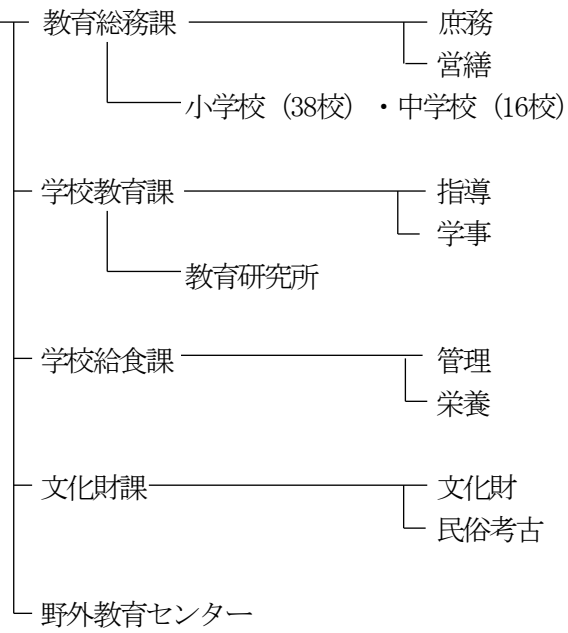 教育総務課 庶務
営繕
小学校（38校）・中学校（16校）
学校教育課 指導
学事
教育研究所
学校給食課 管理
栄養
文化財課 文化財
民俗考古
野外教育センター